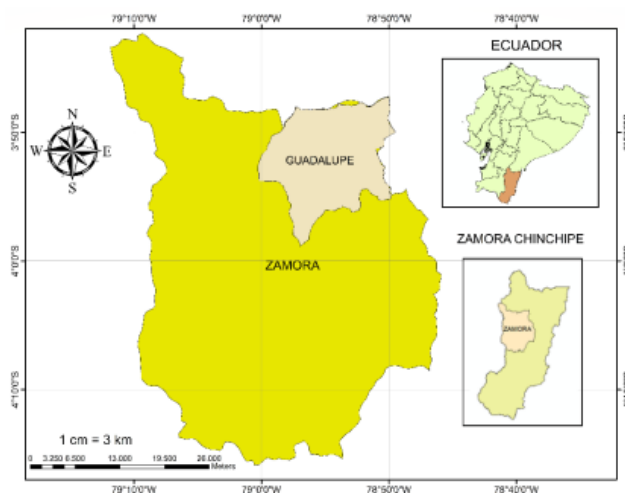 79°10'0"W 79°0'0"W 78°50'0"W 78°40'0"W
ECUADOR
N
W E
S
3°50'0"S
GUADALUPE
ZAMORA
ZAMORA CHINCHIPE
4°0'0"S
ZAMORA
4°10'0"S
1 cm = 3 km
0 3.250 6.500 13.000 19.500 26.000
Meters
79°10'0"W 79°0'0"W 78°50'0"W 78°40'0"W